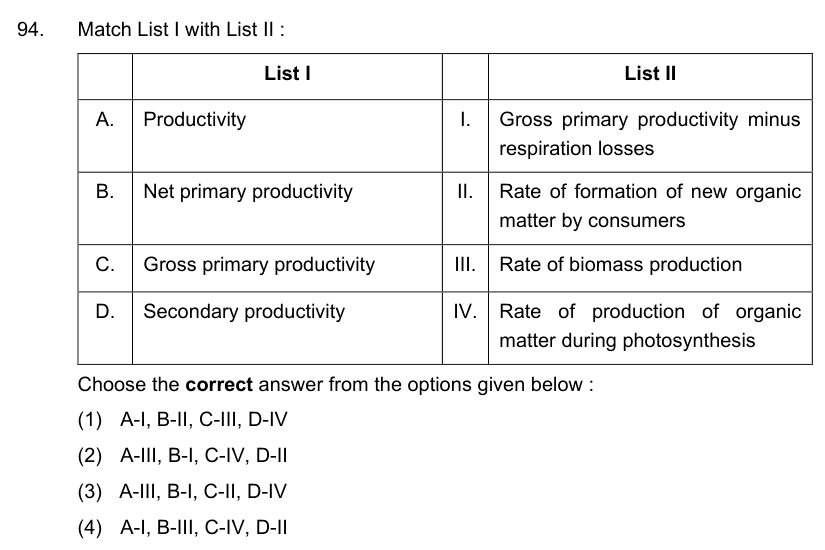 94. Match List I with List II :
List I List II
A. Productivity I. Gross primary productivity minus
respiration losses
B. Net primary productivity II. Rate of formation of new organic
matter by consumers
C. Gross primary productivity III. Rate of biomass production
D. Secondary productivity IV. Rate of production of organic
matter during photosynthesis
Choose the correct answer from the options given below :
(1) A-I, B-II, C-III, D-IV
(2) A-III, B-I, C-IV, D-II
(3) A-III, B-I, C-II, D-IV
(4) A-I, B-III, C-IV, D-II